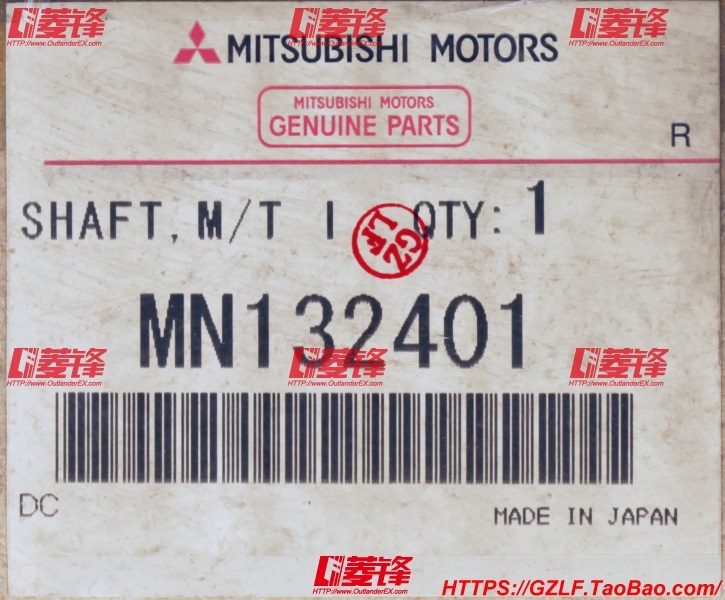 菱锋 菱锋 菱锋
HTTP://www.OutlanderEX.com HTTP://www.OutlanderEX.com HTTP://www.OutlanderEX.com
MITSUBISHI MOTORS
MITSUBISHI MOTORS
GENUINE PARTS
R
SHAFT,M/T I QTY: 1
GZ
LF
MN132401
菱锋 菱锋 菱锋
HTTP://www.OutlanderEX.com HTTP://www.OutlanderEX.com HTTP://www.OutlanderEX.com
DC
MADE IN JAPAN
菱锋
HTTP://www.OutlanderEX.com
HTTPS://GZLF.TaoBao.com/